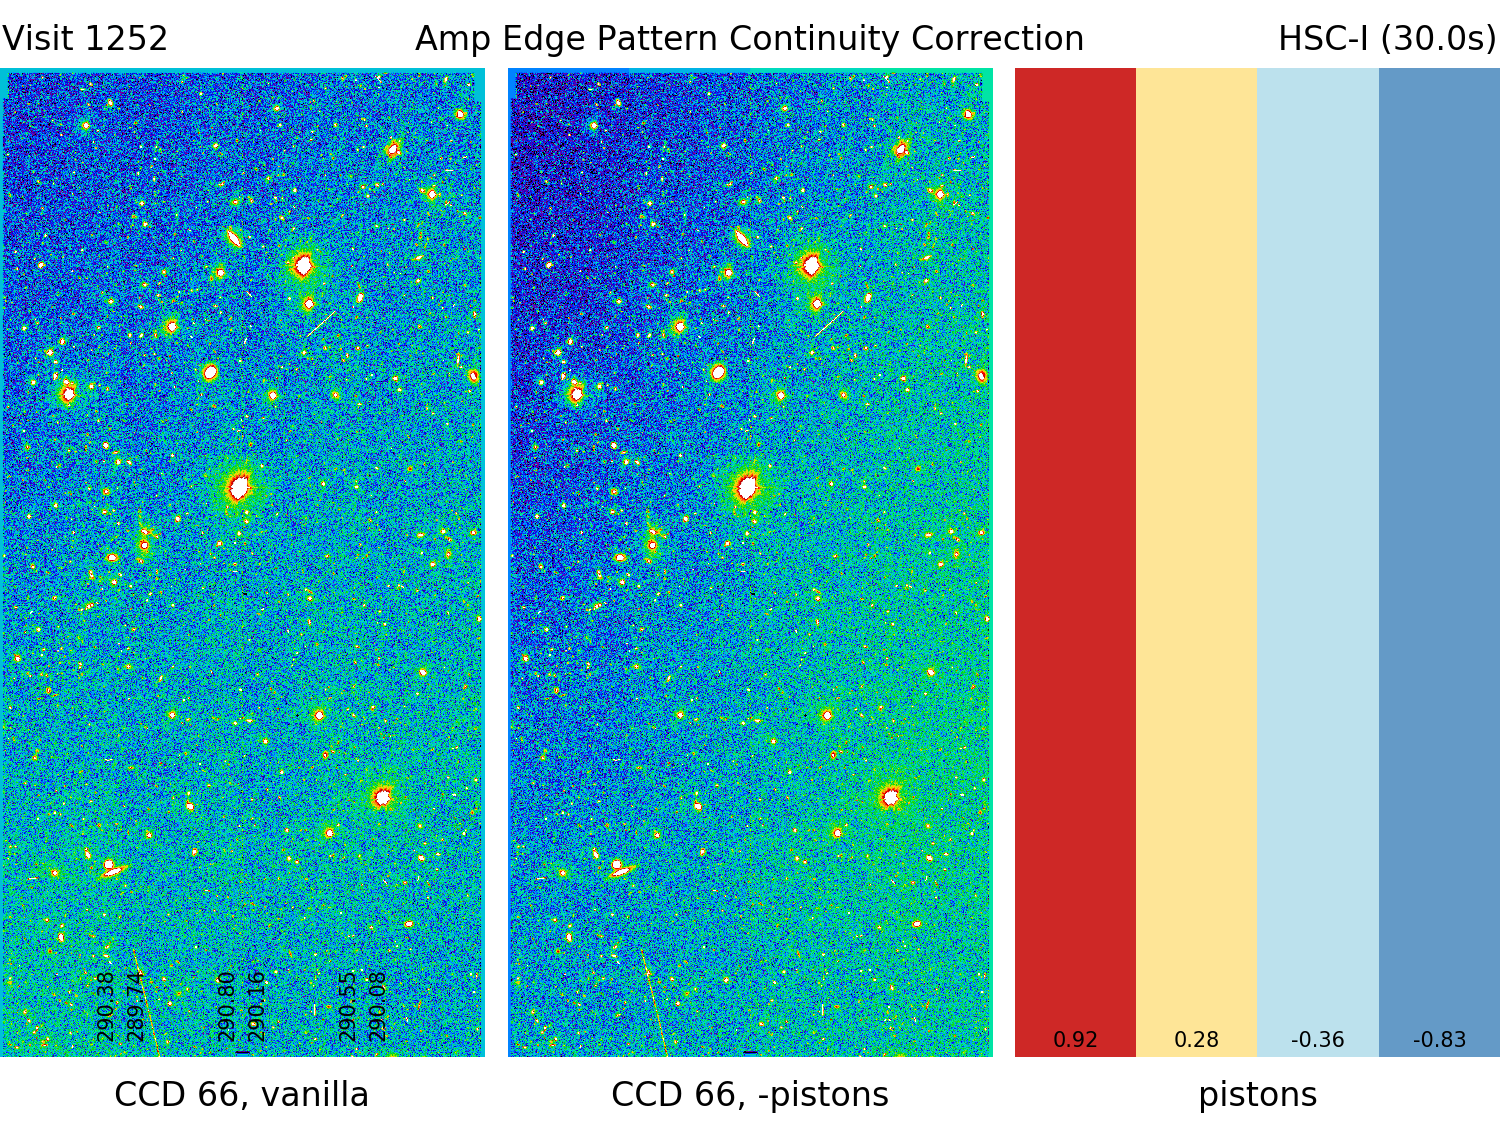 Visit 1252 Amp Edge Pattern Continuity Correction HSC-I (30.0s)
290.38 289.74 290.80 290.16 290.55 290.08
0.92 0.28 -0.36 -0.83
CCD 66, vanilla CCD 66, -pistons pistons